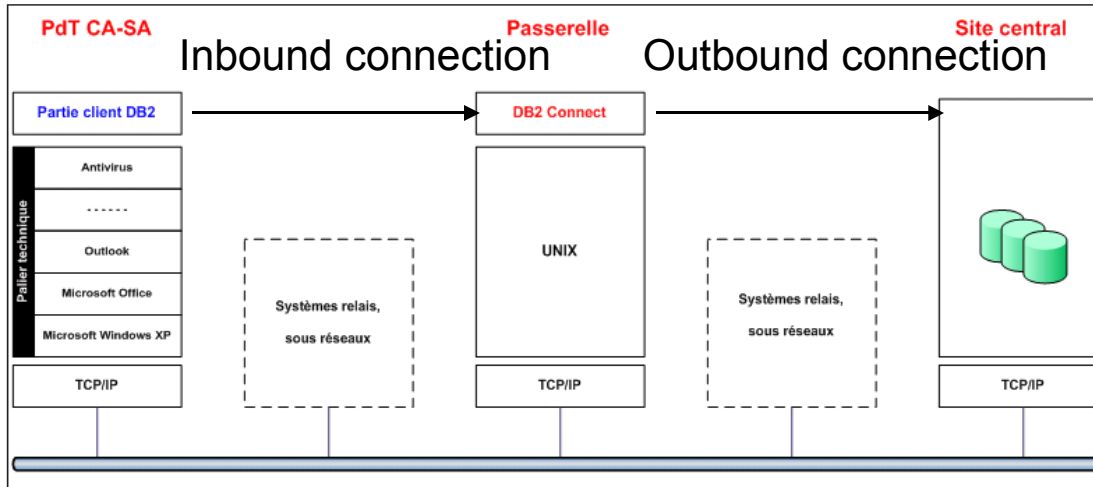 PdT CA-SA
Passerelle
Site central
Inbound connection
Outbound connection
Partie client DB2
DB2 Connect
Palier technique
Antivirus
- - - - - -
Outlook
Microsoft Office
Microsoft Windows XP
TCP/IP
Systèmes relais,
sous réseaux
UNIX
TCP/IP
Systèmes relais,
sous réseaux
TCP/IP